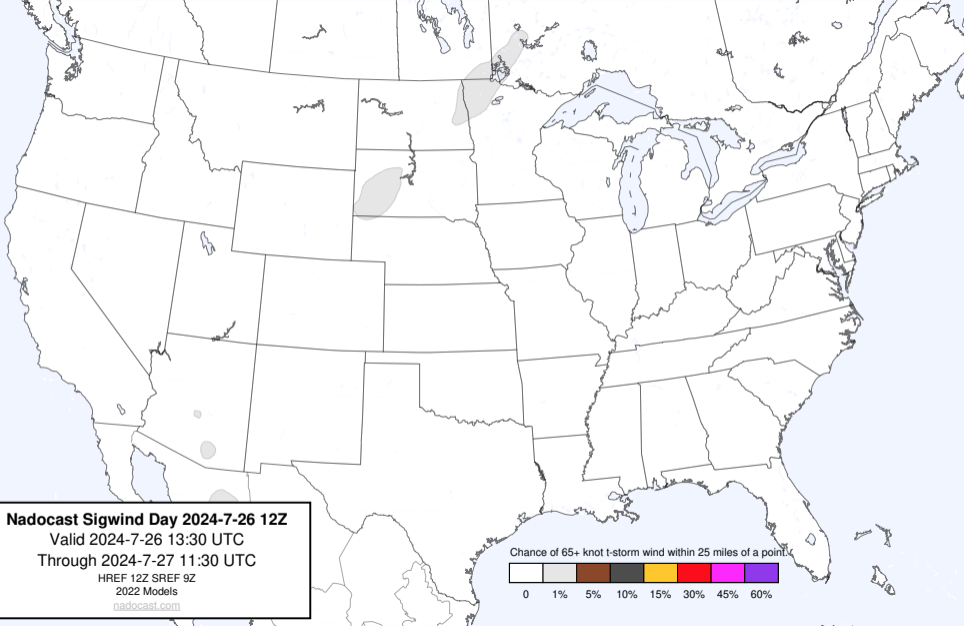 Nadocast Sigwind Day 2024-7-26 12Z
Valid 2024-7-26 13:30 UTC
Through 2024-7-27 11:30 UTC
HREF 12Z SREF 9Z
2022 Models
nadocast.com
Chance of 65+ knot t-storm wind within 25 miles of a point.
0 1% 5% 10% 15% 30% 45% 60%